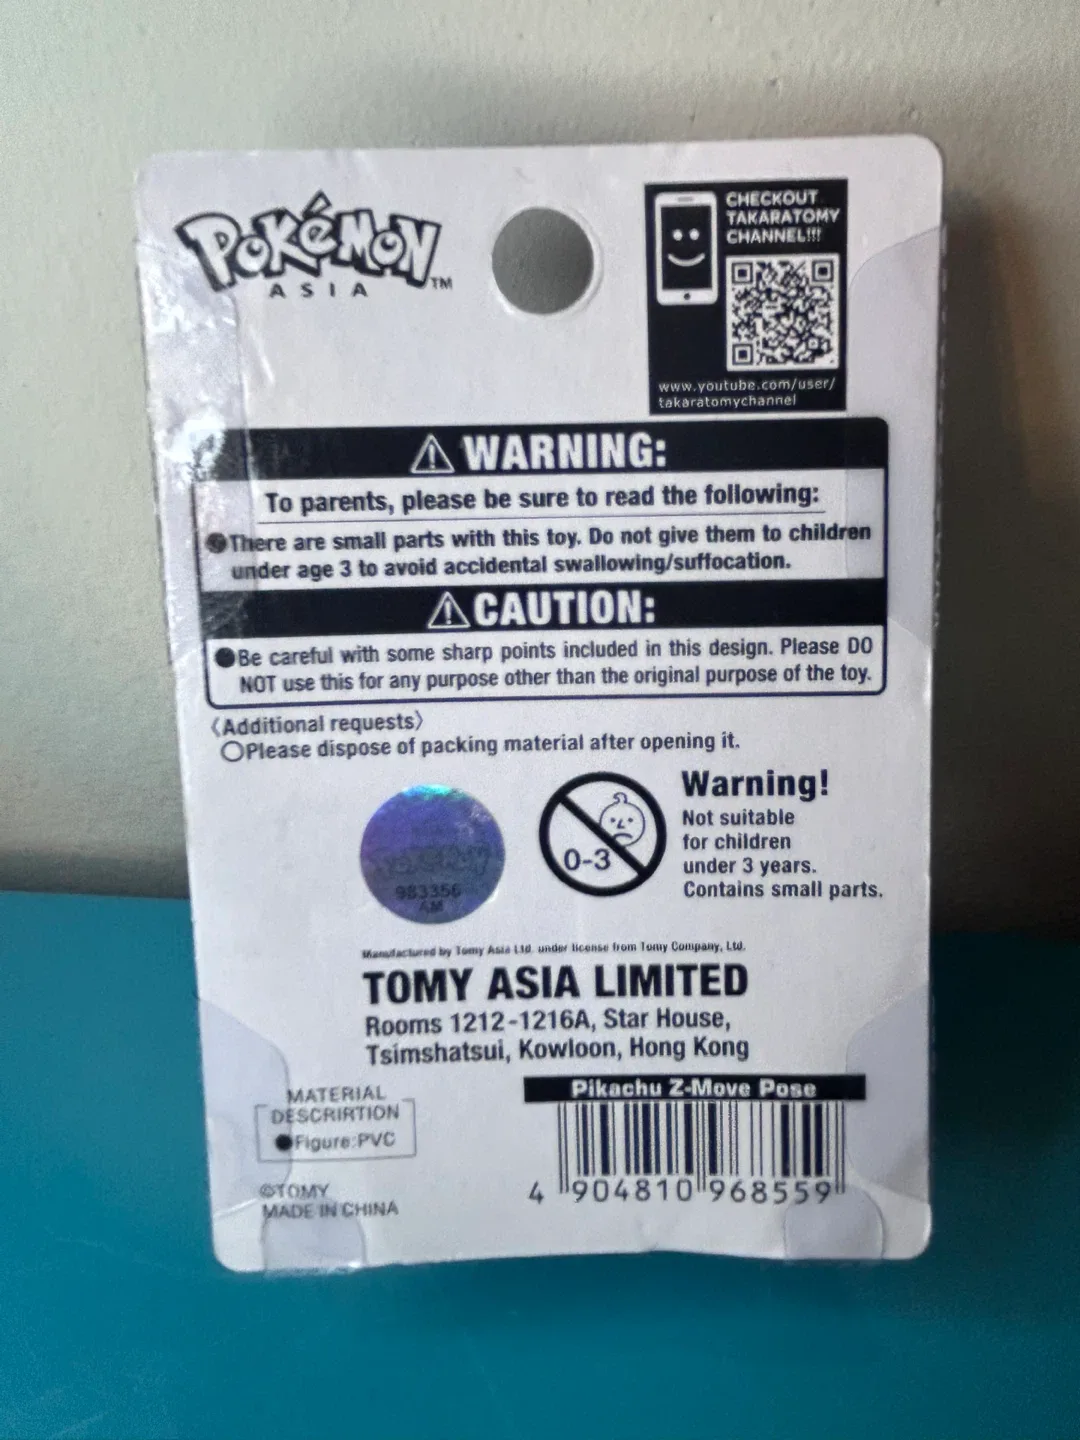 POKéMON
ASIA™
CHECKOUT
TAKARATOMY
CHANNEL!!!
www.youtube.com/user/
takaratomychannel
⚠ WARNING:
To parents, please be sure to read the following:
●There are small parts with this toy. Do not give them to children
under age 3 to avoid accidental swallowing/suffocation.
⚠ CAUTION:
●Be careful with some sharp points included in this design. Please DO
NOT use this for any purpose other than the original purpose of the toy.
〈Additional requests〉
○Please dispose of packing material after opening it.
POKéMON
983356
AM
0-3
Warning!
Not suitable
for children
under 3 years.
Contains small parts.
Manufactured by Tomy Asia Ltd. under license from Tomy Company, Ltd.
TOMY ASIA LIMITED
Rooms 1212-1216A, Star House,
Tsimshatsui, Kowloon, Hong Kong
MATERIAL
DESCRIRTION
●Figure:PVC
©TOMY
MADE IN CHINA
Pikachu Z-Move Pose
4 904810 968559